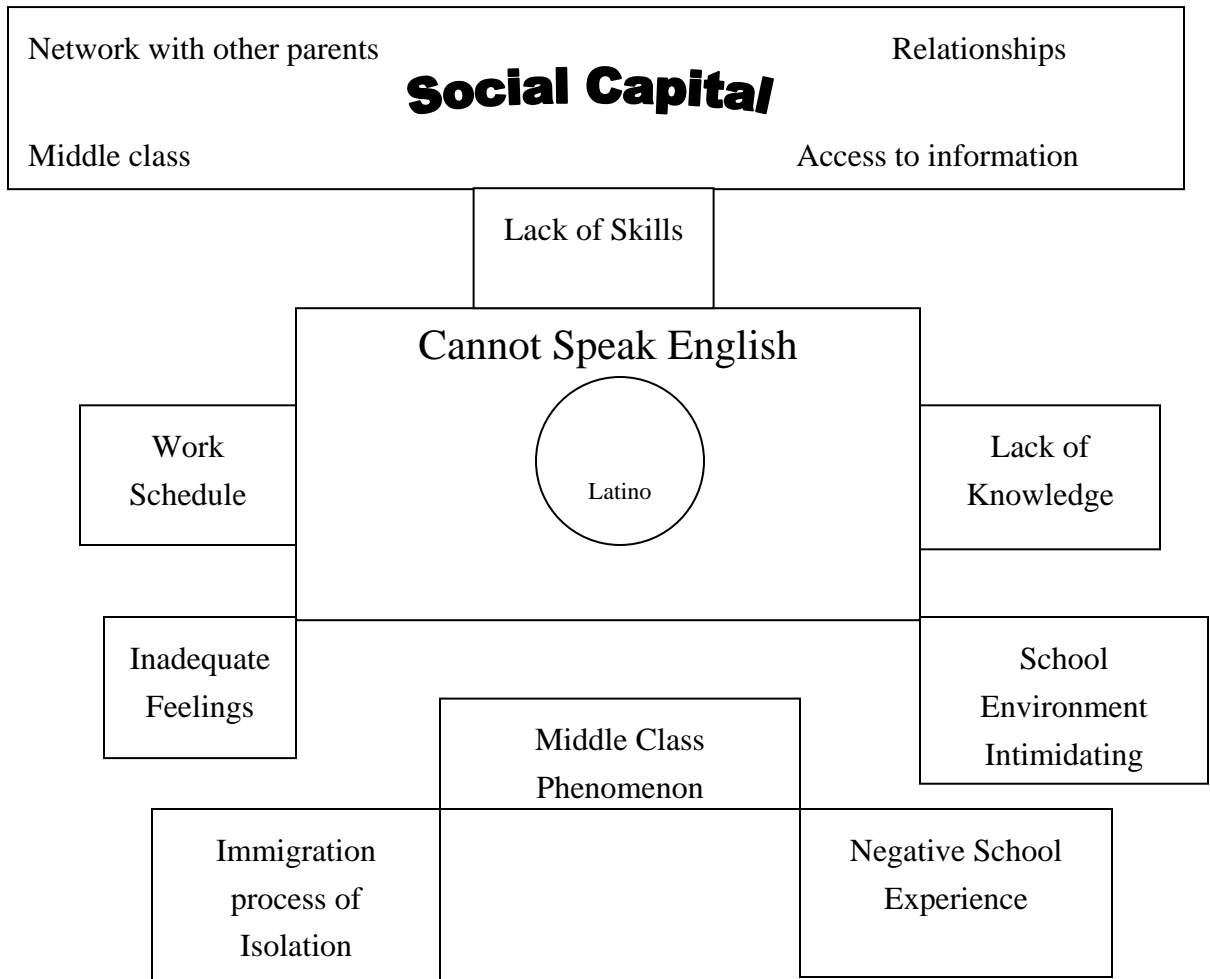 Network with other parents
Relationships
Social Capital
Middle class
Access to information
Lack of Skills
Cannot Speak English
Work
Schedule
Latino
Lack of
Knowledge
Inadequate
Feelings
School
Environment
Intimidating
Middle Class
Phenomenon
Immigration
process of
Isolation
Negative School
Experience